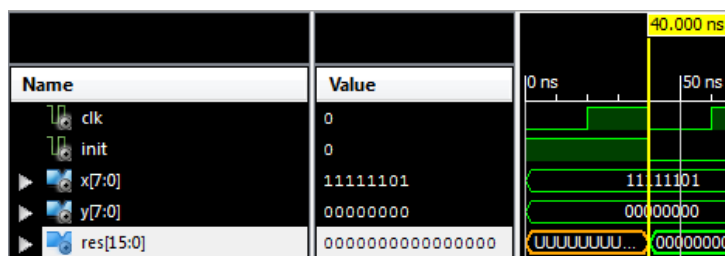 40.000 ns
Name Value 0 ns 50 ns
clk 0
init 0
x[7:0] 11111101 11111101
y[7:0] 00000000 00000000
res[15:0] 0000000000000000 UUUUUUUU... 00000000